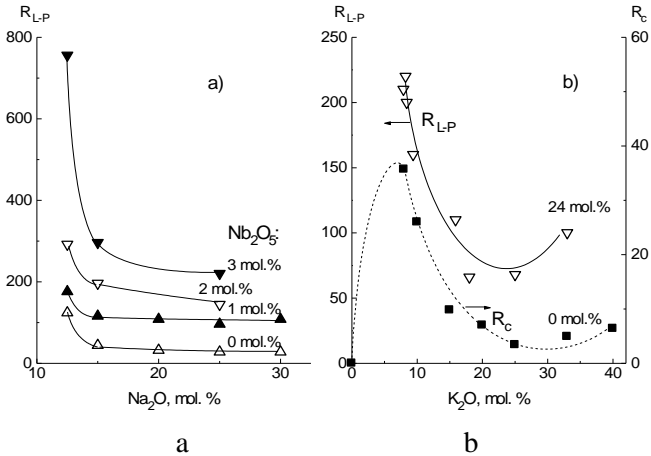 R_L-P
800
600
400
200
0
10 15 20 25 30
Na₂O, mol. %
a)
Nb₂O₅:
3 mol.%
2 mol.%
1 mol.%
0 mol.%
a
R_L-P
250
200
150
100
50
0
0 10 20 30 40
K₂O, mol. %
R_c
60
40
20
0
b)
R_L-P
24 mol.%
0 mol.%
R_c
b